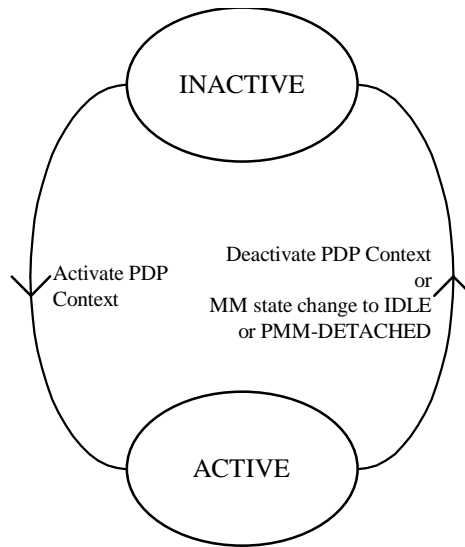 INACTIVE
Activate PDP
Context
Deactivate PDP Context
or
MM state change to IDLE
or PMM-DETACHED
ACTIVE